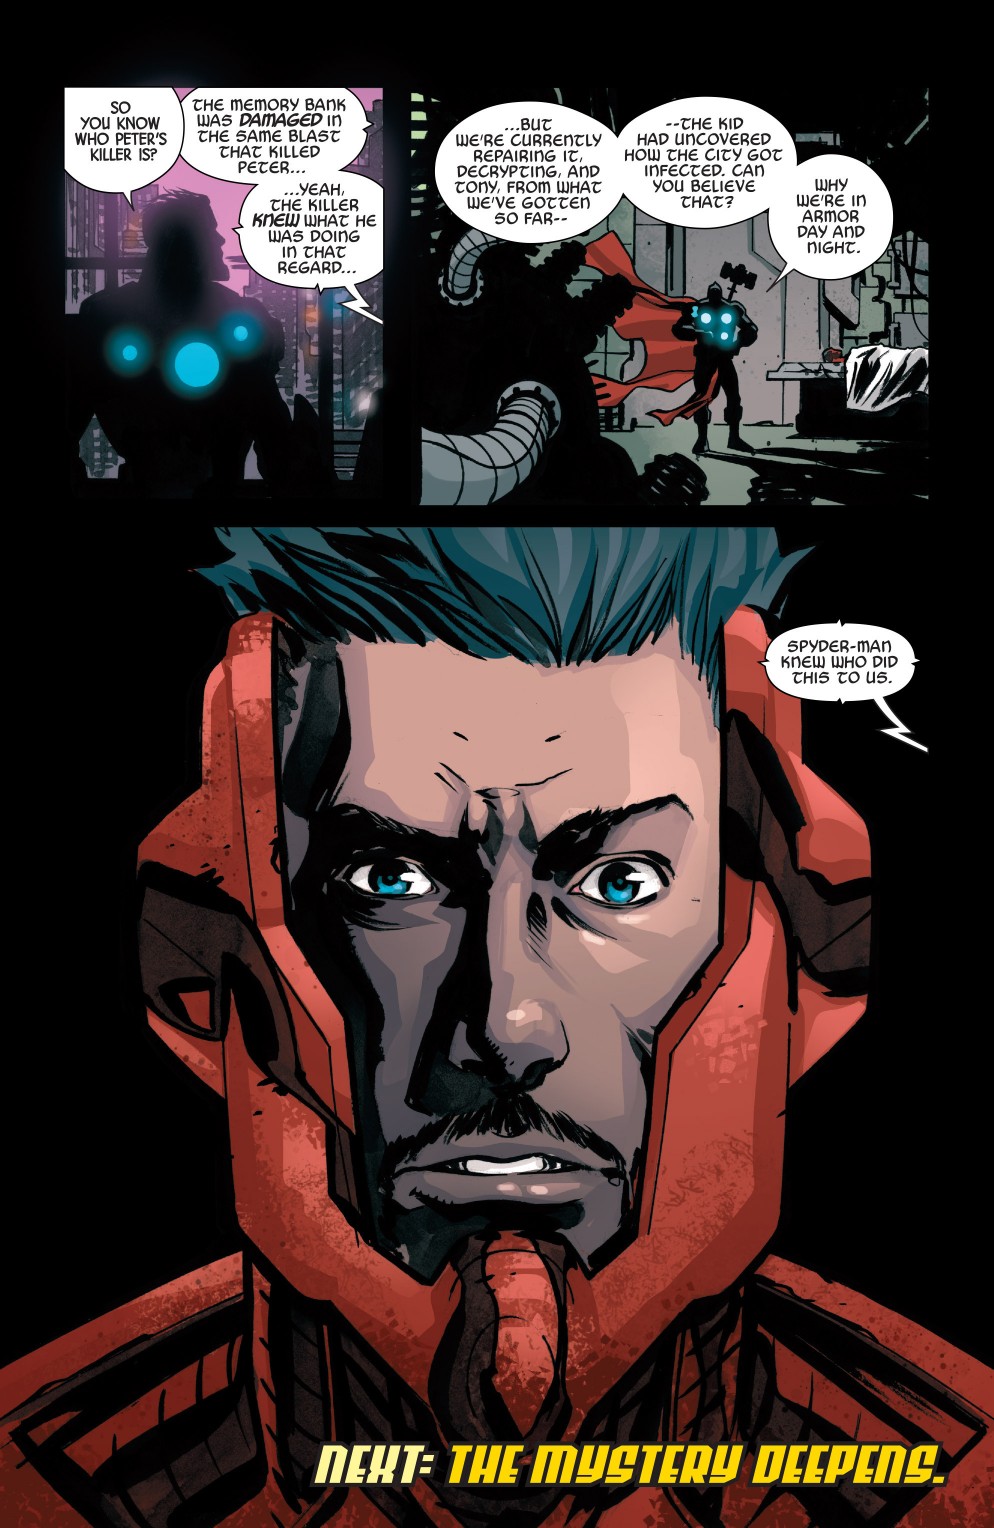 SO
YOU KNOW
WHO PETER'S
KILLER IS?
THE MEMORY BANK
WAS DAMAGED IN
THE SAME BLAST
THAT KILLED
PETER...
...YEAH,
THE KILLER
KNEW WHAT HE
WAS DOING
IN THAT
REGARD...
...BUT
WE'RE CURRENTLY
REPAIRING IT,
DECRYPTING, AND
TONY, FROM WHAT
WE'VE GOTTEN
SO FAR--
--THE KID
HAD UNCOVERED
HOW THE CITY GOT
INFECTED. CAN
YOU BELIEVE
THAT?
WHY
WE'RE IN
ARMOR
DAY AND
NIGHT.
SPYDER-MAN
KNEW WHO DID
THIS TO US.
NEXT: THE MYSTERY DEEPENS.